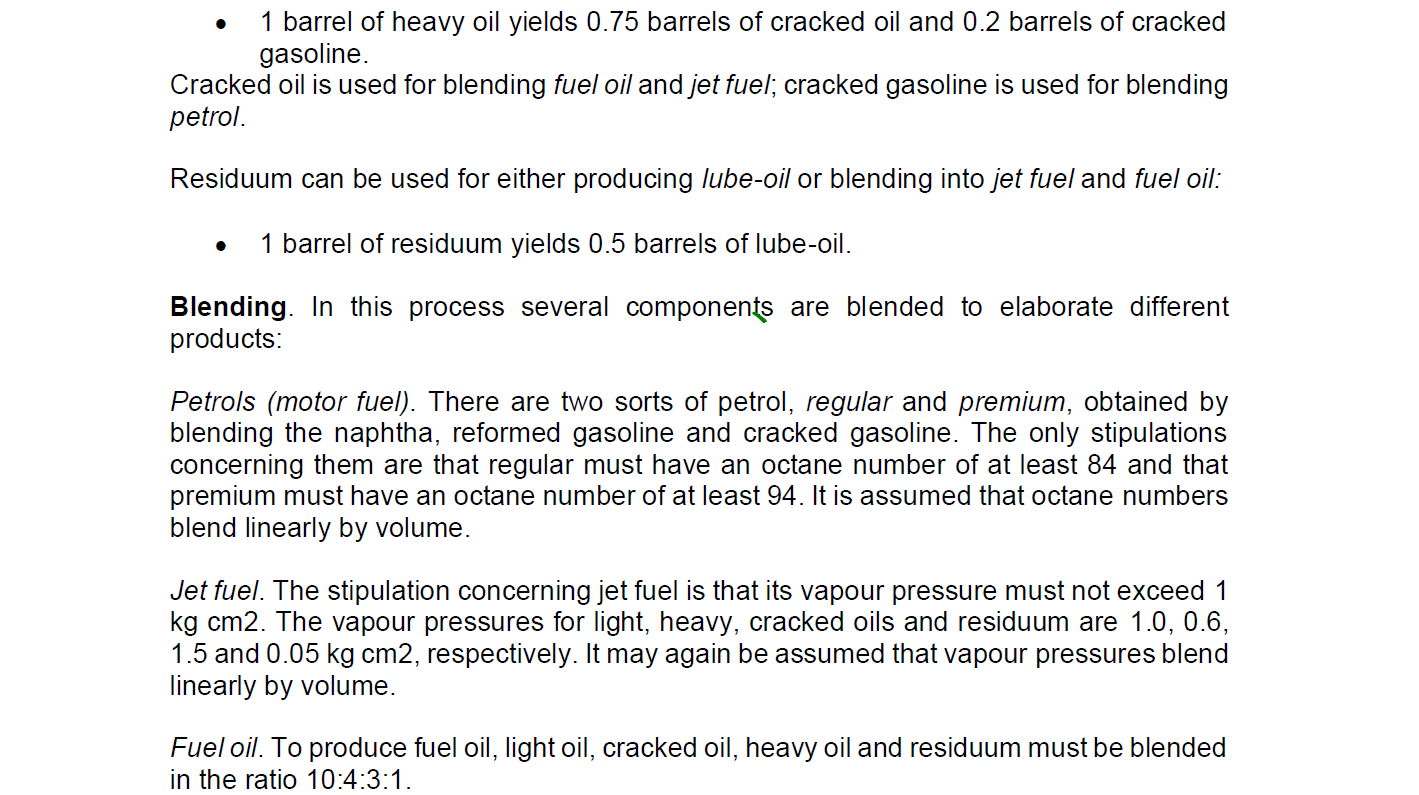 • 1 barrel of heavy oil yields 0.75 barrels of cracked oil and 0.2 barrels of cracked
gasoline.
Cracked oil is used for blending fuel oil and jet fuel; cracked gasoline is used for blending
petrol.
Residuum can be used for either producing lube-oil or blending into jet fuel and fuel oil:
• 1 barrel of residuum yields 0.5 barrels of lube-oil.
Blending. In this process several components are blended to elaborate different
products:
Petrols (motor fuel). There are two sorts of petrol, regular and premium, obtained by
blending the naphtha, reformed gasoline and cracked gasoline. The only stipulations
concerning them are that regular must have an octane number of at least 84 and that
premium must have an octane number of at least 94. It is assumed that octane numbers
blend linearly by volume.
Jet fuel. The stipulation concerning jet fuel is that its vapour pressure must not exceed 1
kg cm2. The vapour pressures for light, heavy, cracked oils and residuum are 1.0, 0.6,
1.5 and 0.05 kg cm2, respectively. It may again be assumed that vapour pressures blend
linearly by volume.
Fuel oil. To produce fuel oil, light oil, cracked oil, heavy oil and residuum must be blended
in the ratio 10:4:3:1.